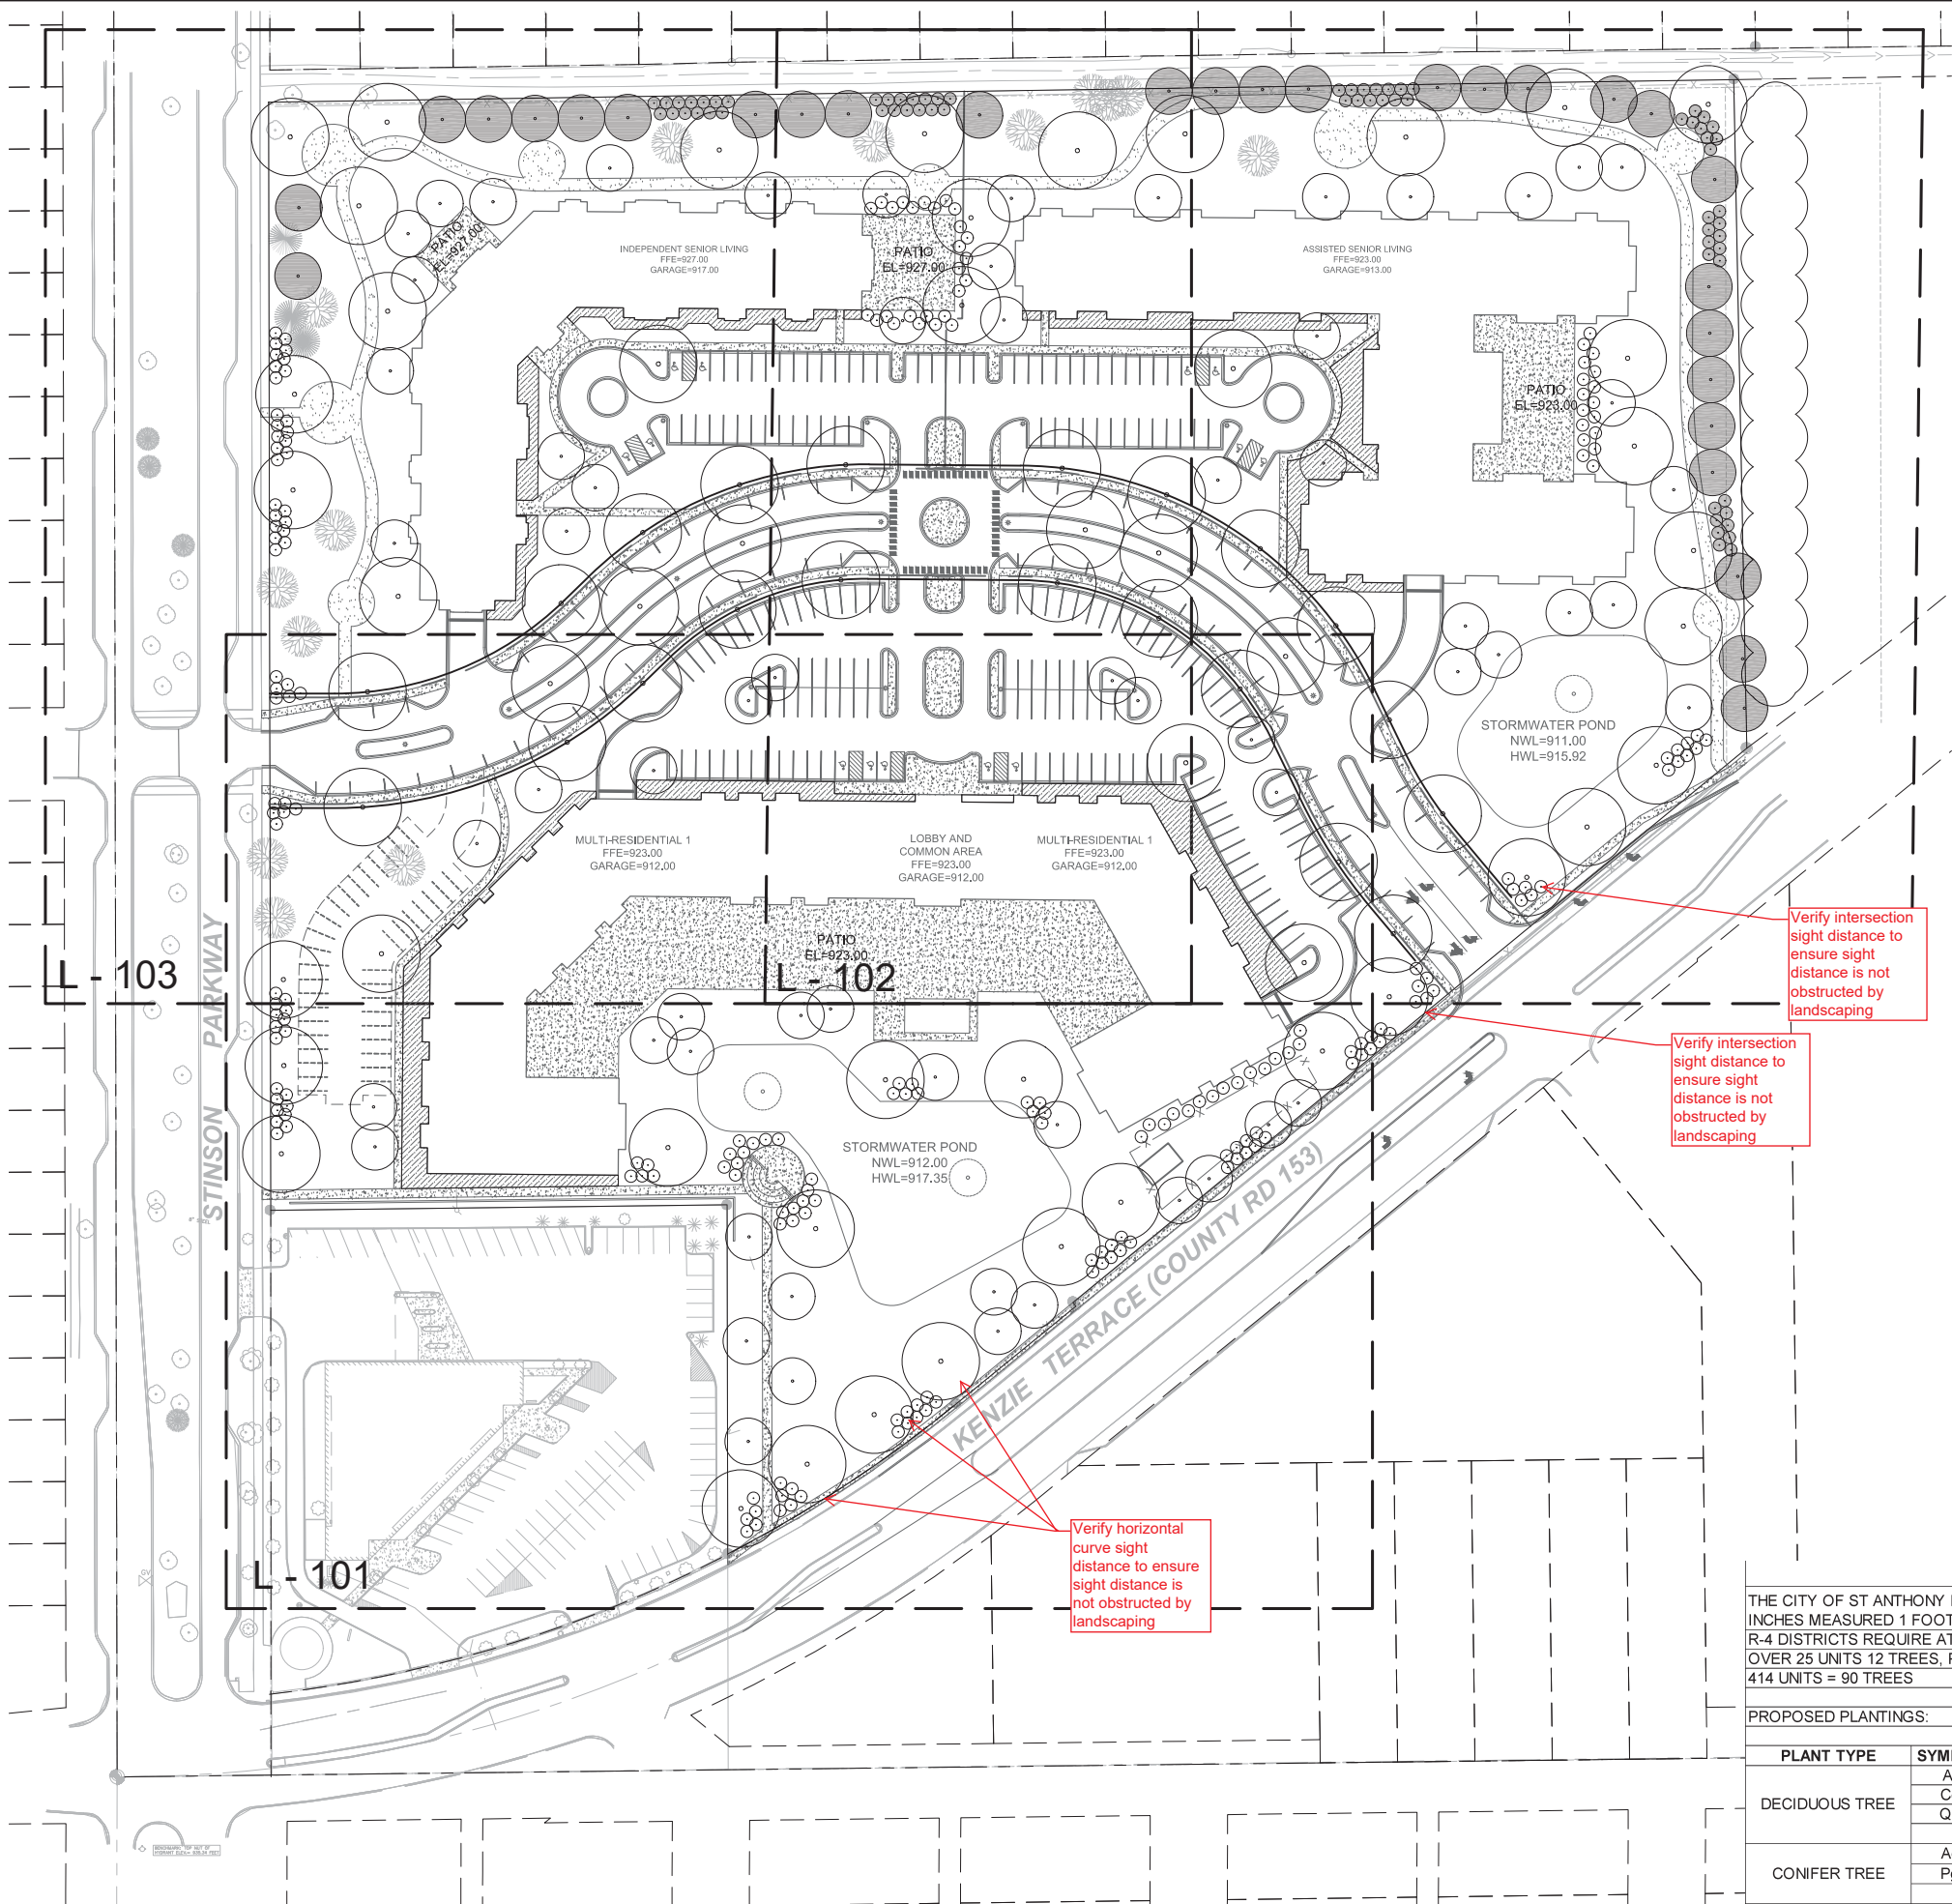 INDEPENDENT SENIOR LIVING
FFE=927.00
GARAGE=917.00
ASSISTED SENIOR LIVING
FFE=923.00
GARAGE=913.00
PATIO
EL=927.00
PATIO
EL=927.00
PATIO
EL=923.00
STORMWATER POND
NWL=911.00
HWL=915.92
MULTI-RESIDENTIAL 1
FFE=923.00
GARAGE=912.00
LOBBY AND
COMMON AREA
FFE=923.00
GARAGE=912.00
MULTI-RESIDENTIAL 1
FFE=923.00
GARAGE=912.00
PATIO
EL=923.00
L - 103
L - 102
STINSON PARKWAY
Verify intersection
sight distance to
ensure sight
distance is not
obstructed by
landscaping
Verify intersection
sight distance to
ensure sight
distance is not
obstructed by
landscaping
STORMWATER POND
NWL=912.00
HWL=917.35
KENZIE TERRACE (COUNTY RD 153)
Verify horizontal
curve sight
distance to ensure
sight distance is
not obstructed by
landscaping
L - 101
THE CITY OF ST ANTHONY
INCHES MEASURED 1 FOOT
R-4 DISTRICTS REQUIRE AT
OVER 25 UNITS 12 TREES,
414 UNITS = 90 TREES
PROPOSED PLANTINGS:
PLANT TYPE
DECIDUOUS TREE
CONIFER TREE